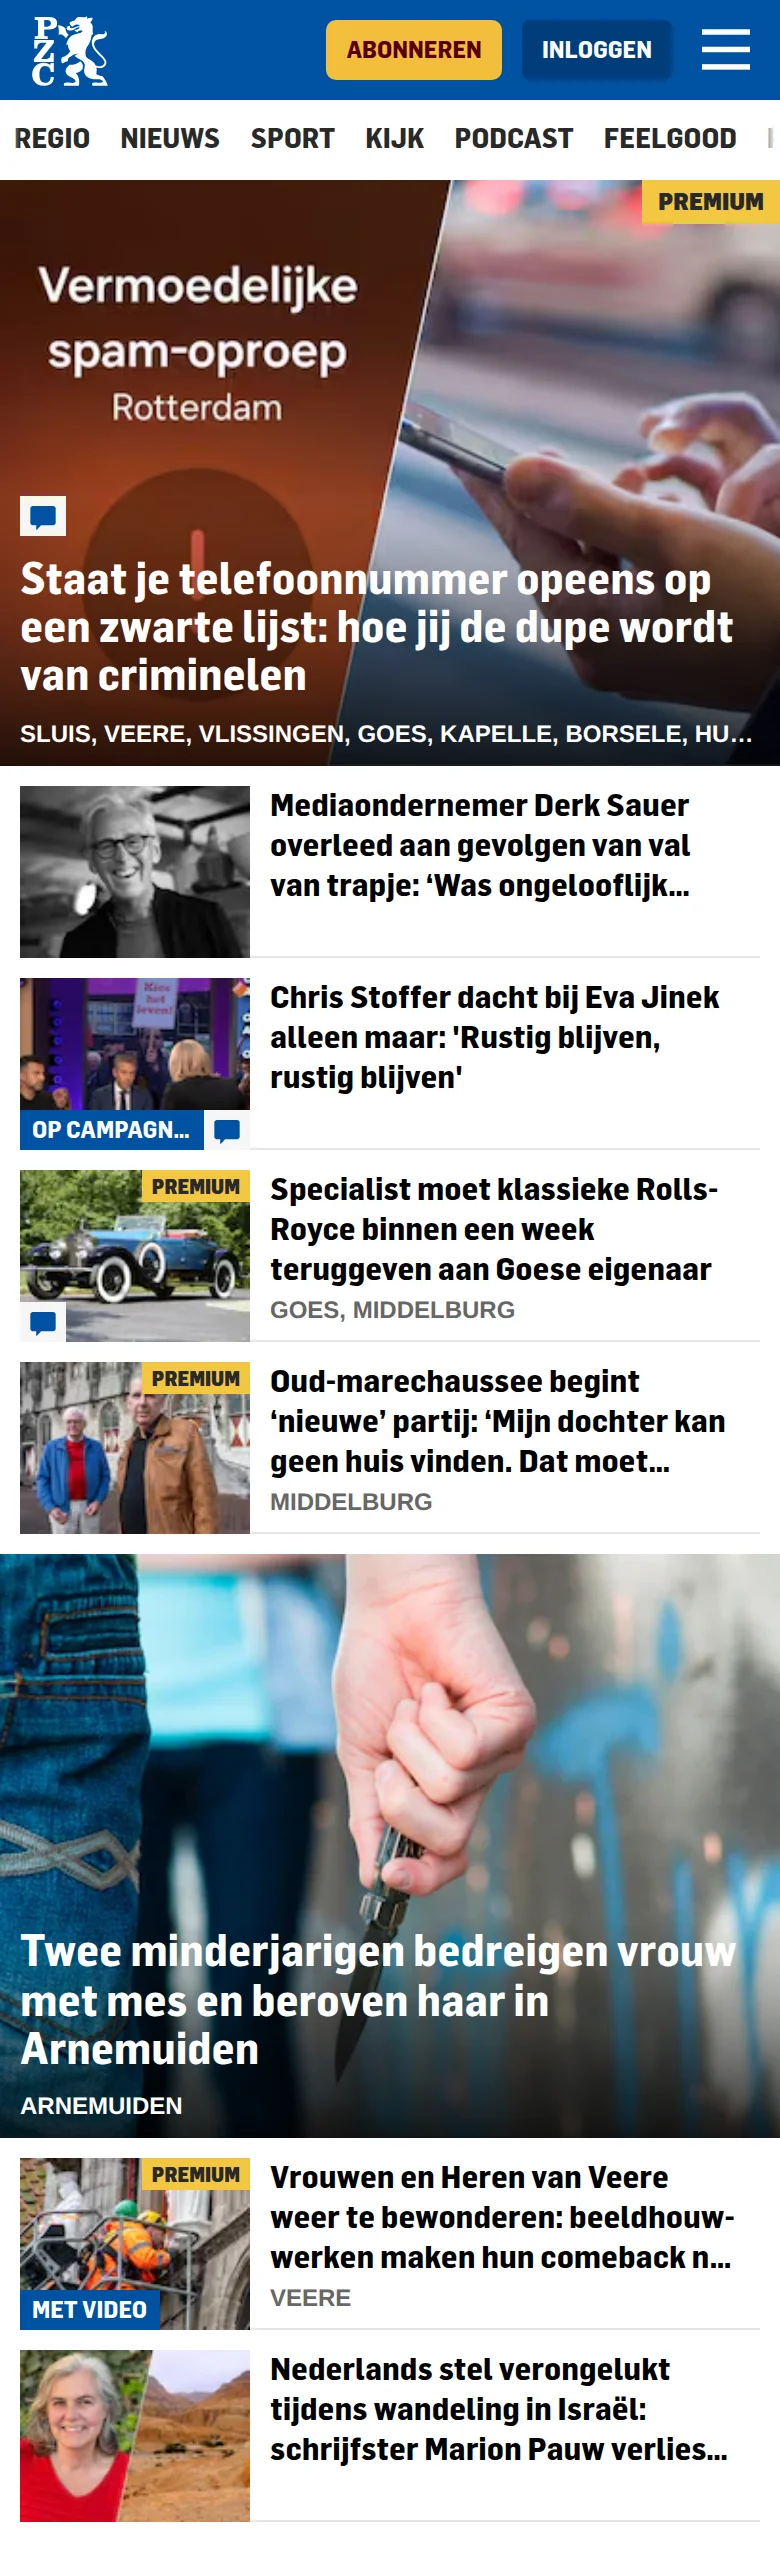 PZC
ABONNEREN
INLOGGEN
REGIO NIEUWS SPORT KIJK PODCAST FEELGOOD
PREMIUM
Vermoedelijke
spam-oproep
Rotterdam
Staat je telefoonnummer opeens op
een zwarte lijst: hoe jij de dupe wordt
van criminelen
SLUIS, VEERE, VLISSINGEN, GOES, KAPELLE, BORSELE, HU...
Mediaondernemer Derk Sauer
overleed aan gevolgen van val
van trapje: ‘Was ongelooflijk...
Kies
het
leven!
OP CAMPAGN...
Chris Stoffer dacht bij Eva Jinek
alleen maar: 'Rustig blijven,
rustig blijven'
PREMIUM
Specialist moet klassieke Rolls-
Royce binnen een week
teruggeven aan Goese eigenaar
GOES, MIDDELBURG
PREMIUM
Oud-marechaussee begint
‘nieuwe’ partij: ‘Mijn dochter kan
geen huis vinden. Dat moet...
MIDDELBURG
Twee minderjarigen bedreigen vrouw
met mes en beroven haar in
Arnemuiden
ARNEMUIDEN
PREMIUM
MET VIDEO
Vrouwen en Heren van Veere
weer te bewonderen: beeldhouw-
werken maken hun comeback n...
VEERE
Nederlands stel verongelukt
tijdens wandeling in Israël:
schrijfster Marion Pauw verlies...